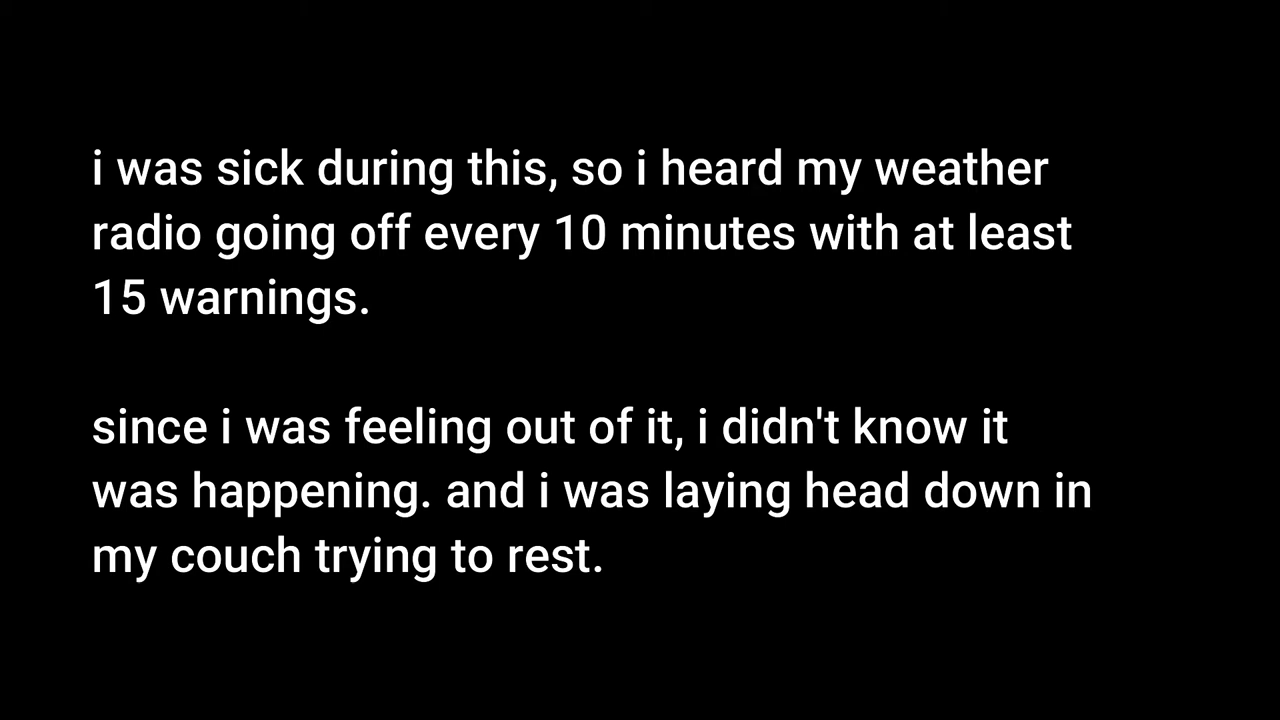 i was sick during this, so i heard my weather
radio going off every 10 minutes with at least
15 warnings.
since i was feeling out of it, i didn't know it
was happening. and i was laying head down in
my couch trying to rest.